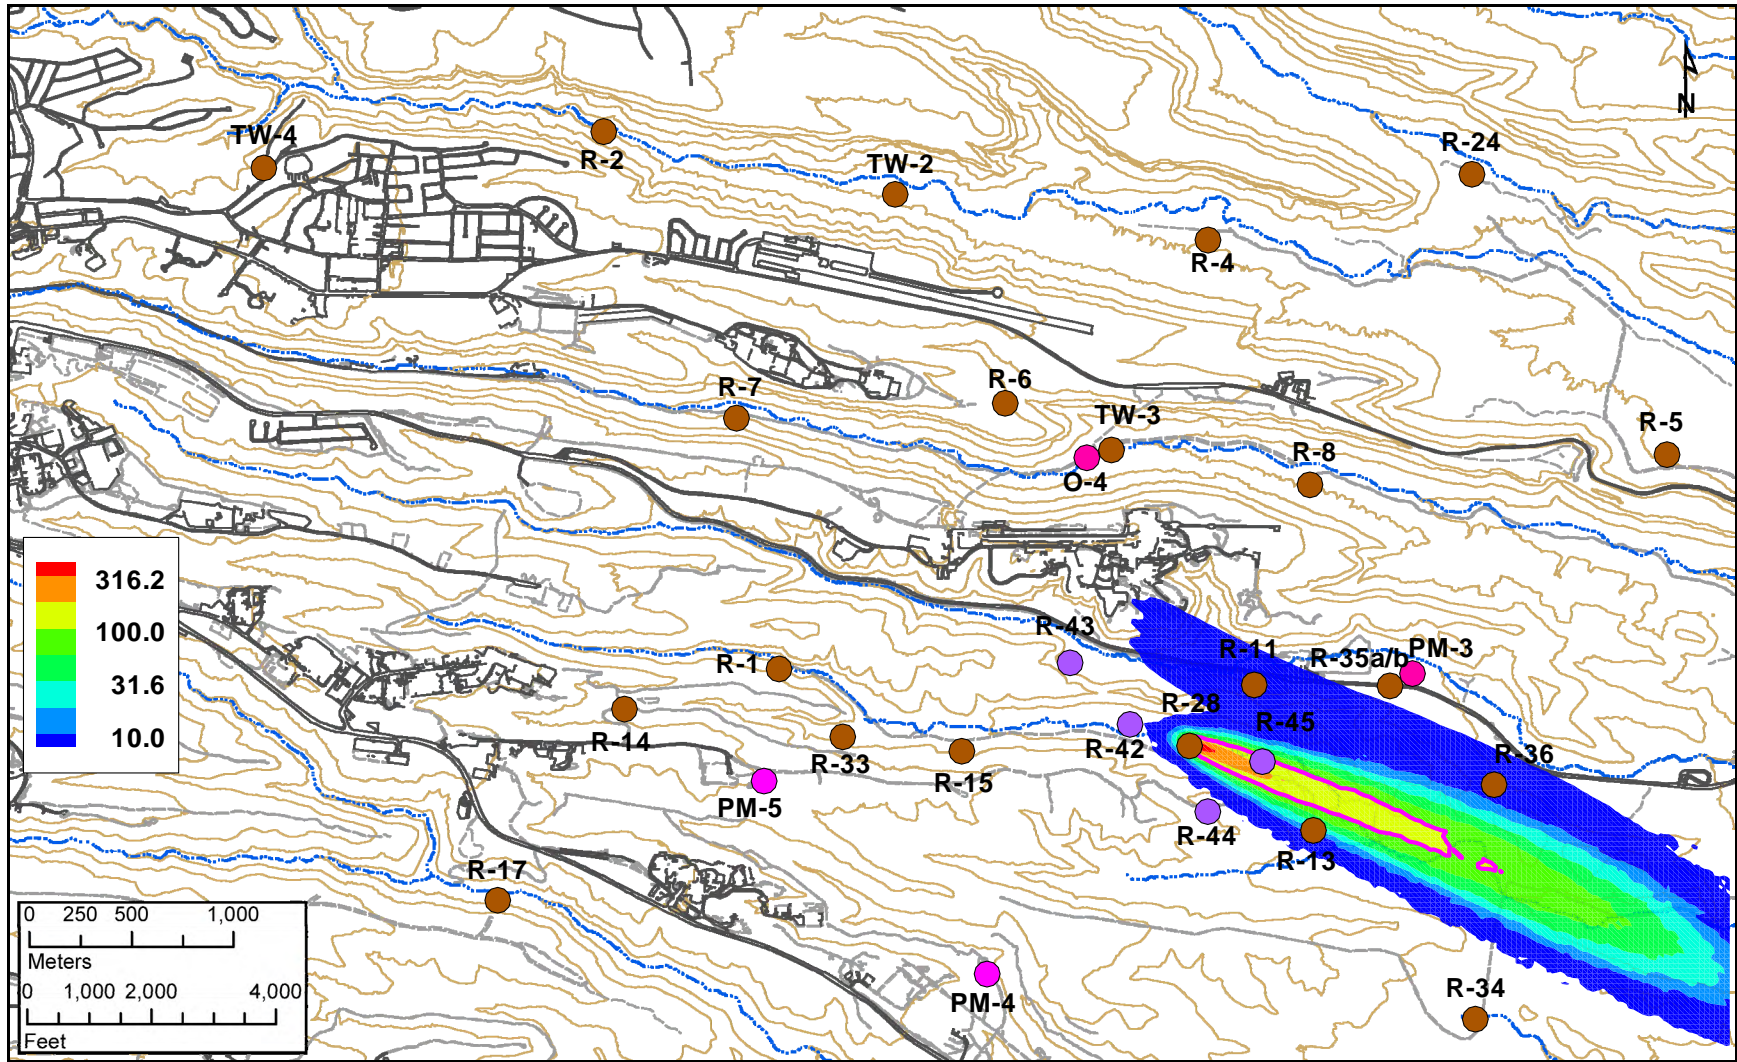 N
TW-4
R-2
TW-2
R-24
R-4
R-7
R-6
TW-3
R-5
O-4
R-8
316.2
100.0
31.6
10.0
R-43
R-1
R-11
R-35a/b
PM-3
R-28
R-45
R-14
R-33
R-15
R-42
R-36
PM-5
R-44
R-13
R-17
0 250 500 1,000
Meters
0 1,000 2,000 4,000
Feet
PM-4
R-34